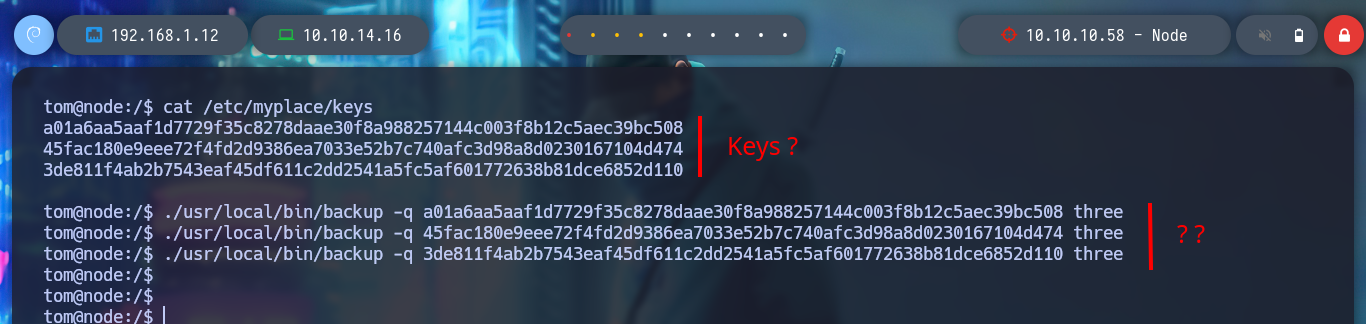 192.168.1.12
10.10.14.16
10.10.10.58 - Node
tom@node:/$ cat /etc/myplace/keys
a01a6aa5aaf1d7729f35c8278daae30f8a988257144c003f8b12c5aec39bc508
45fac180e9eee72f4fd2d9386ea7033e52b7c740afc3d98a8d0230167104d474
3de811f4ab2b7543eaf45df611c2dd2541a5fc5af601772638b81dce6852d110
Keys ?
tom@node:/$ ./usr/local/bin/backup -q a01a6aa5aaf1d7729f35c8278daae30f8a988257144c003f8b12c5aec39bc508 three
tom@node:/$ ./usr/local/bin/backup -q 45fac180e9eee72f4fd2d9386ea7033e52b7c740afc3d98a8d0230167104d474 three
tom@node:/$ ./usr/local/bin/backup -q 3de811f4ab2b7543eaf45df611c2dd2541a5fc5af601772638b81dce6852d110 three
? ?
tom@node:/$
tom@node:/$
tom@node:/$